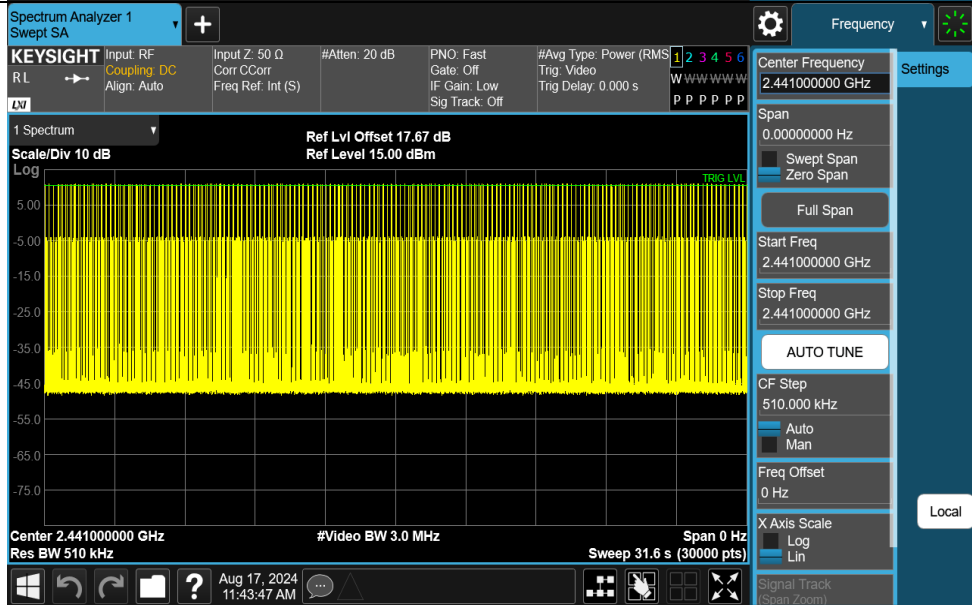 Spectrum Analyzer 1
Swept SA
+
Frequency
KEYSIGHT
R L
LXI
Input: RF
Coupling: DC
Align: Auto
Input Z: 50 Ω
Corr CCorr
Freq Ref: Int (S)
#Atten: 20 dB
PNO: Fast
Gate: Off
IF Gain: Low
Sig Track: Off
#Avg Type: Power (RMS
Trig: Video
Trig Delay: 0.000 s
1 2 3 4 5 6
W W W W W W
P P P P P P
1 Spectrum
Scale/Div 10 dB
Ref Lvl Offset 17.67 dB
Ref Level 15.00 dBm
Log
TRIG LVL
5.00
-5.00
-15.0
-25.0
-35.0
-45.0
-55.0
-65.0
-75.0
Center 2.441000000 GHz
#Video BW 3.0 MHz
Span 0 Hz
Res BW 510 kHz
Sweep 31.6 s (30000 pts)
Center Frequency
2.441000000 GHz
Settings
Span
0.00000000 Hz
Swept Span
Zero Span
Full Span
Start Freq
2.441000000 GHz
Stop Freq
2.441000000 GHz
AUTO TUNE
CF Step
510.000 kHz
Auto
Man
Freq Offset
0 Hz
Local
X Axis Scale
Log
Lin
Signal Track
(Span Zoom)
?
Aug 17, 2024
11:43:47 AM